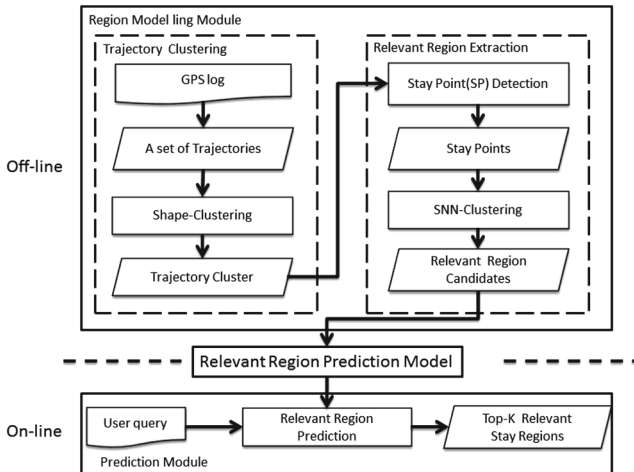 Region Model ling Module
Trajectory Clustering
GPS log
A set of Trajectories
Shape-Clustering
Trajectory Cluster
Relevant Region Extraction
Stay Point(SP) Detection
Stay Points
SNN-Clustering
Relevant Region
Candidates
Off-line
Relevant Region Prediction Model
On-line
User query
Relevant Region
Prediction
Top-K Relevant
Stay Regions
Prediction Module